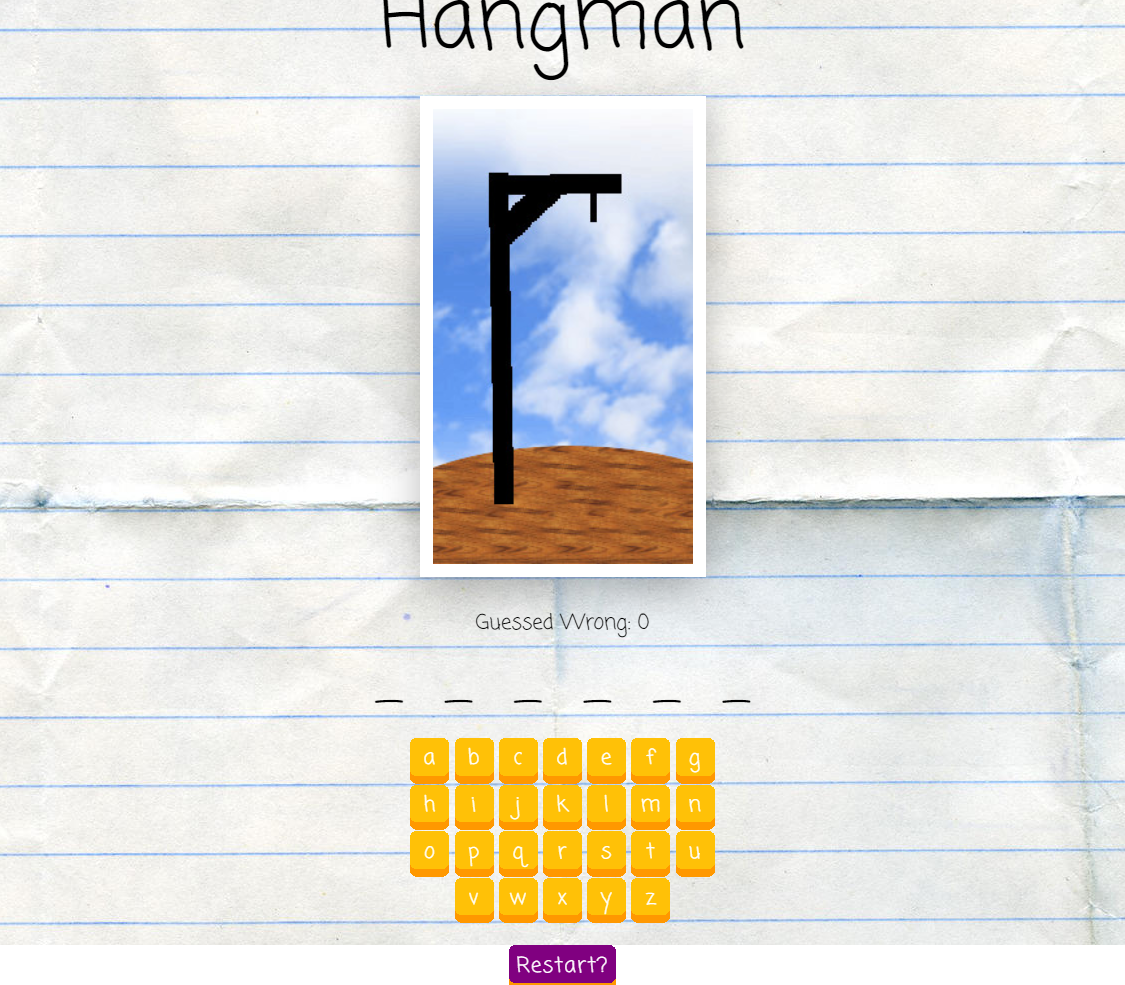 Hangman
Guessed Wrong: 0
_ _ _ _ _ _
a b c d e f g
h i j k l m n
o p q r s t u
v w x y z
Restart?